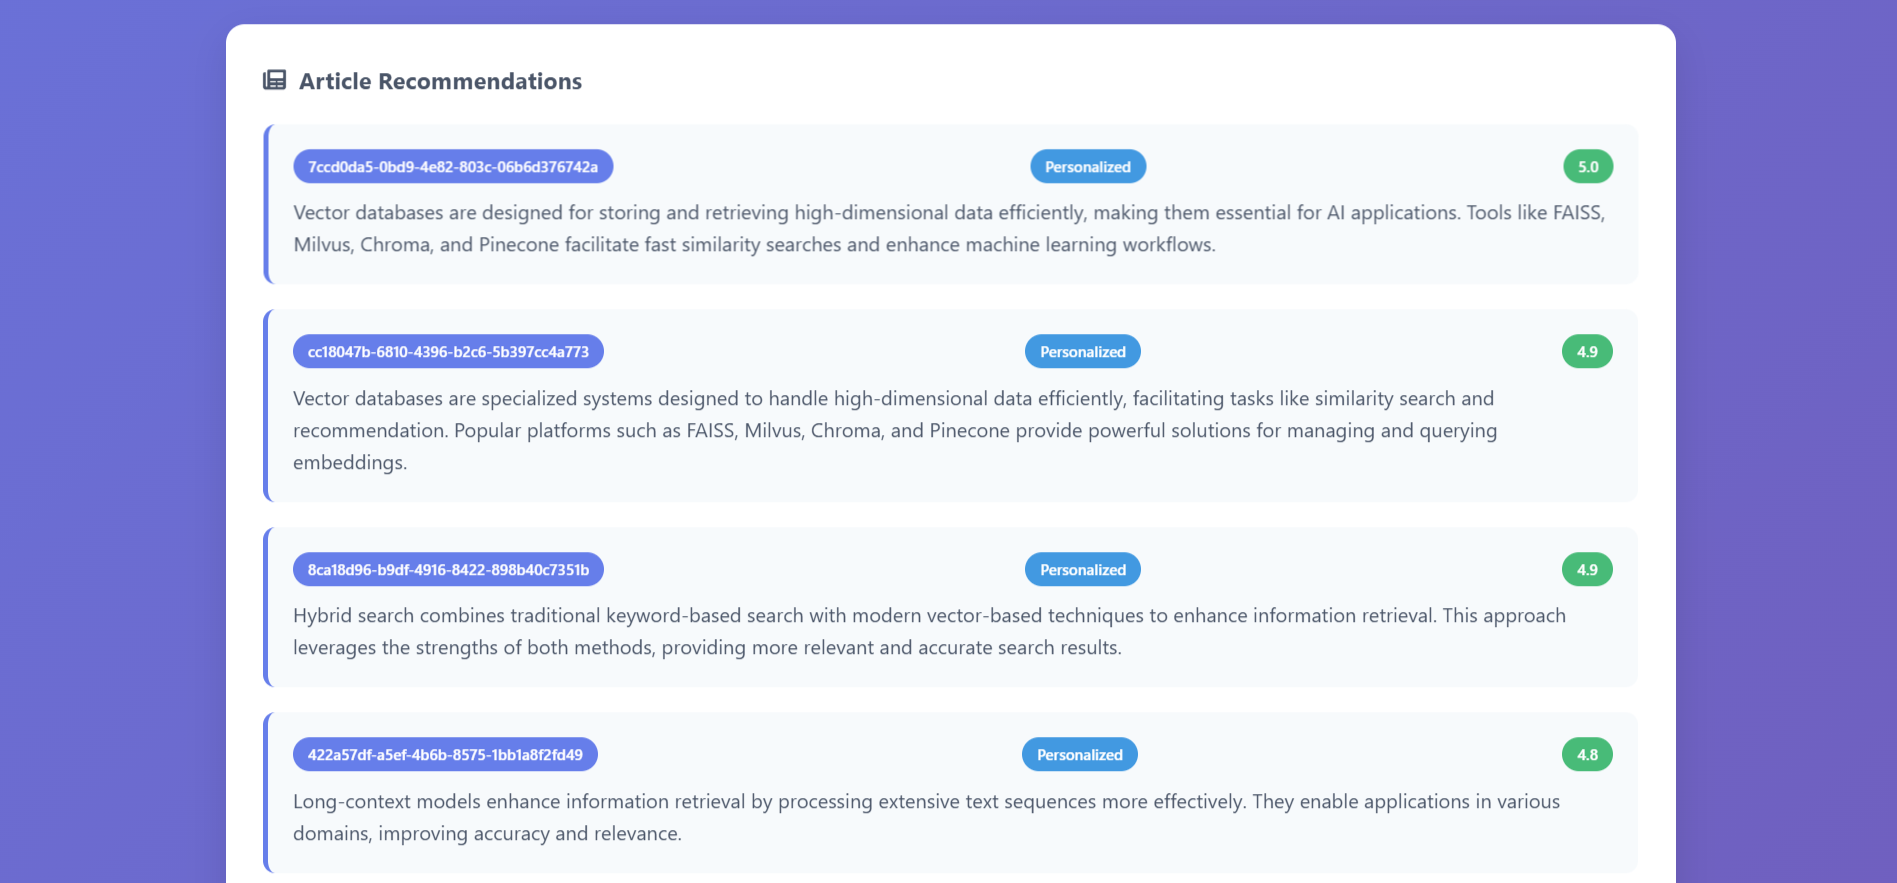 Article Recommendations
7ccd0da5-0bd9-4e82-803c-06b6d376742a Personalized 5.0
Vector databases are designed for storing and retrieving high-dimensional data efficiently, making them essential for AI applications. Tools like FAISS,
Milvus, Chroma, and Pinecone facilitate fast similarity searches and enhance machine learning workflows.
cc18047b-6810-4396-b2c6-5b397cc4a773 Personalized 4.9
Vector databases are specialized systems designed to handle high-dimensional data efficiently, facilitating tasks like similarity search and
recommendation. Popular platforms such as FAISS, Milvus, Chroma, and Pinecone provide powerful solutions for managing and querying
embeddings.
8ca18d96-b9df-4916-8422-898b40c7351b Personalized 4.9
Hybrid search combines traditional keyword-based search with modern vector-based techniques to enhance information retrieval. This approach
leverages the strengths of both methods, providing more relevant and accurate search results.
422a57df-a5ef-4b6b-8575-1bb1a8f2fd49 Personalized 4.8
Long-context models enhance information retrieval by processing extensive text sequences more effectively. They enable applications in various
domains, improving accuracy and relevance.